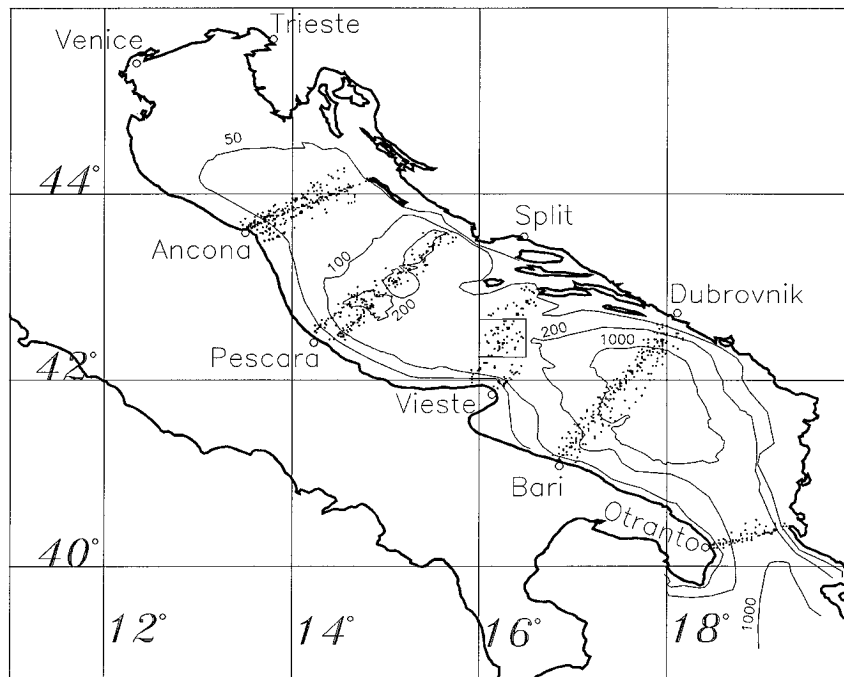 Trieste
Venice
50
44°
Split
Ancona
100
Dubrovnik
200
200
1000
Pescara
42°
Vieste
Bari
Otranto
40°
1000
12°
14°
16°
18°